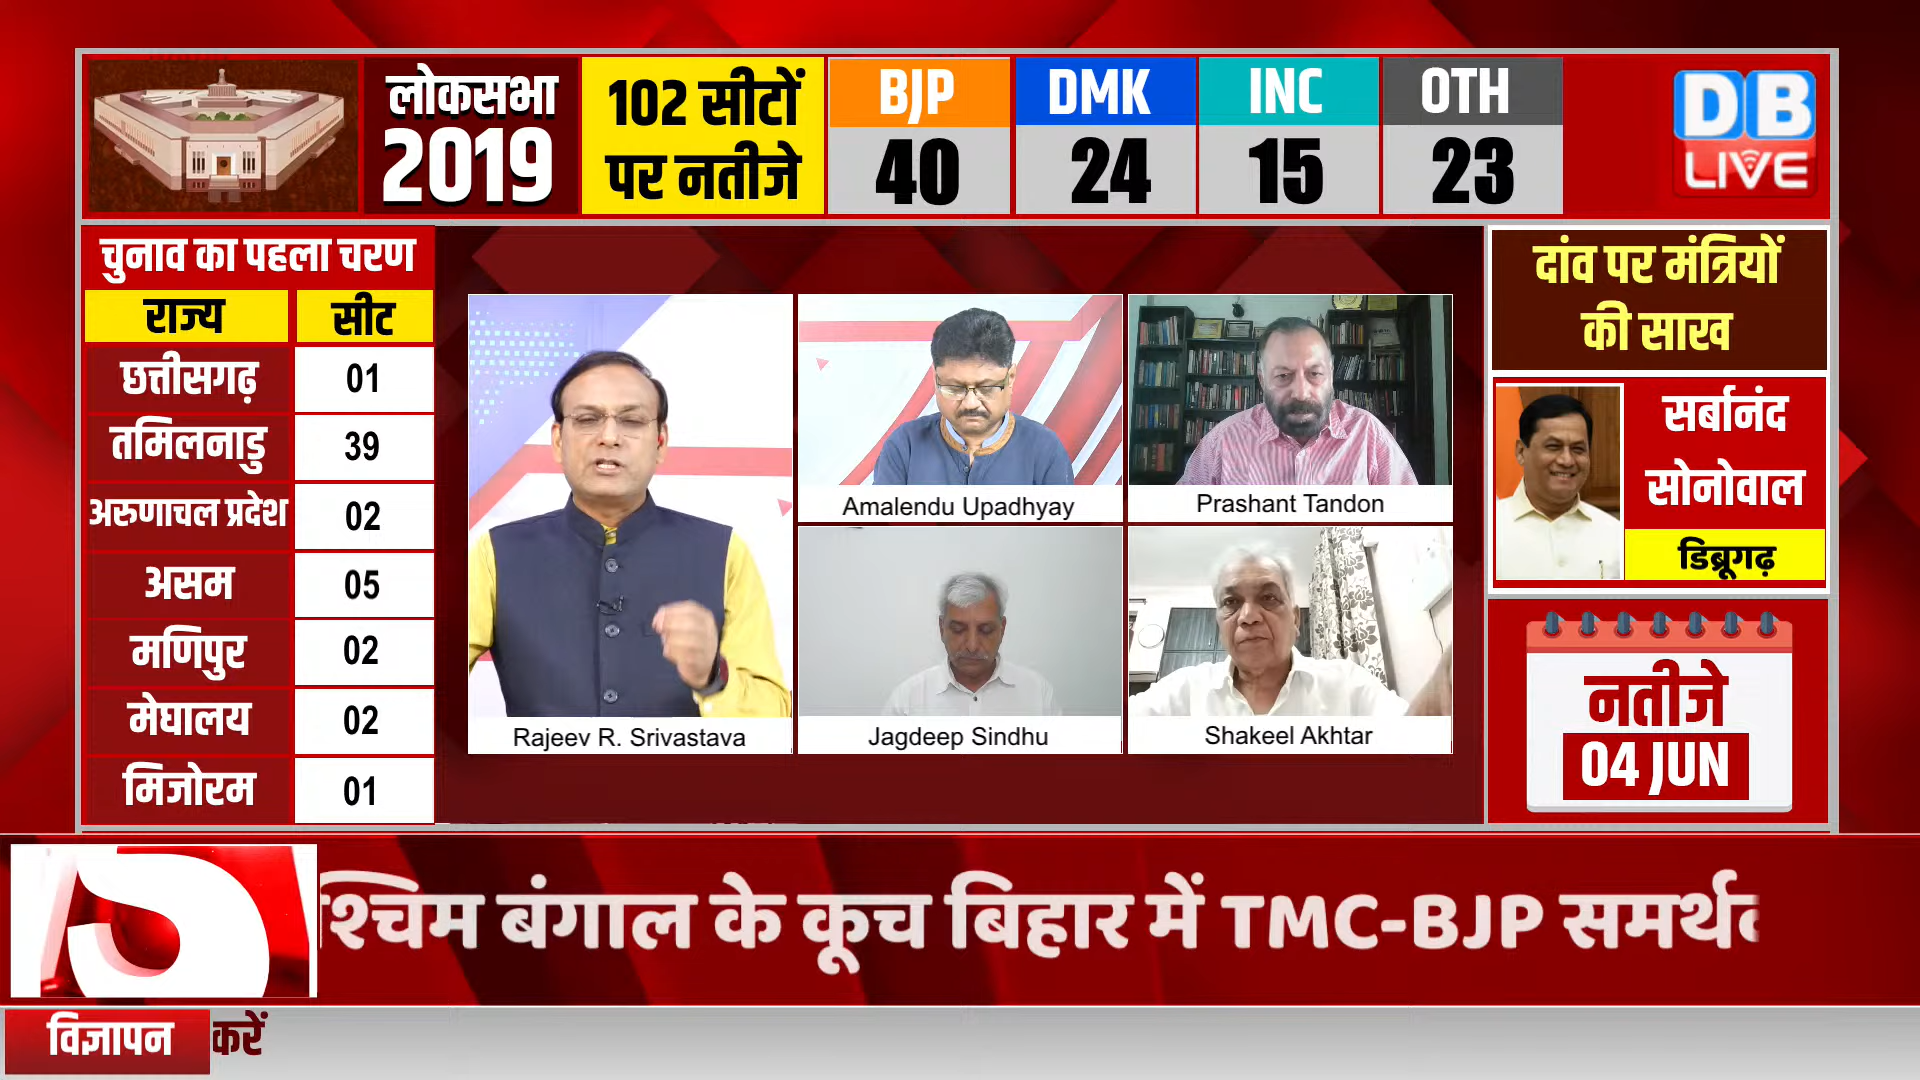 लोकसभा
2019
102 सीटों
पर नतीजे
BJP
40
DMK
24
INC
15
OTH
23
DB
LIVE
चुनाव का पहला चरण
राज्य सीट
छत्तीसगढ़ 01
तमिलनाडु 39
अरुणाचल प्रदेश 02
असम 05
मणिपुर 02
मेघालय 02
मिजोरम 01
Rajeev R. Srivastava
Amalendu Upadhyay
Prashant Tandon
Jagdeep Sindhu
Shakeel Akhtar
दांव पर मंत्रियों
की साख
सर्बानंद
सोनोवाल
डिब्रूगढ़
नतीजे
04 JUN
श्चिम बंगाल के कूच बिहार में TMC-BJP समर्थ
विज्ञापन करें